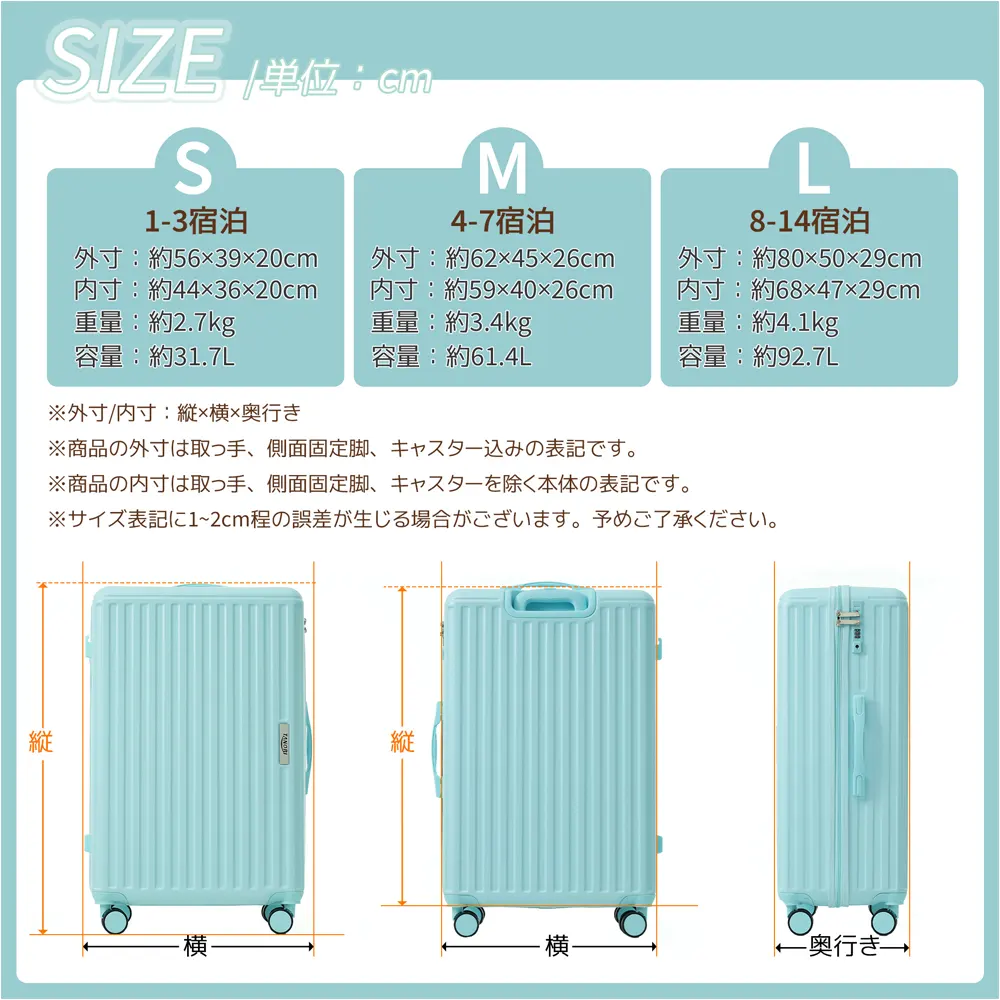 SIZE /単位：cm
S
1-3宿泊
外寸：約56×39×20cm
内寸：約44×36×20cm
重量：約2.7kg
容量：約31.7L
M
4-7宿泊
外寸：約62×45×26cm
内寸：約59×40×26cm
重量：約3.4kg
容量：約61.4L
L
8-14宿泊
外寸：約80×50×29cm
内寸：約68×47×29cm
重量：約4.1kg
容量：約92.7L
※外寸/内寸：縦×横×奥行き
※商品の外寸は取っ手、側面固定脚、キャスター込みの表記です。
※商品の内寸は取っ手、側面固定脚、キャスターを除く本体の表記です。
※サイズ表記に1~2cm程の誤差が生じる場合がございます。予めご了承ください。
縦
TANOBI
横
縦
横
奥行き